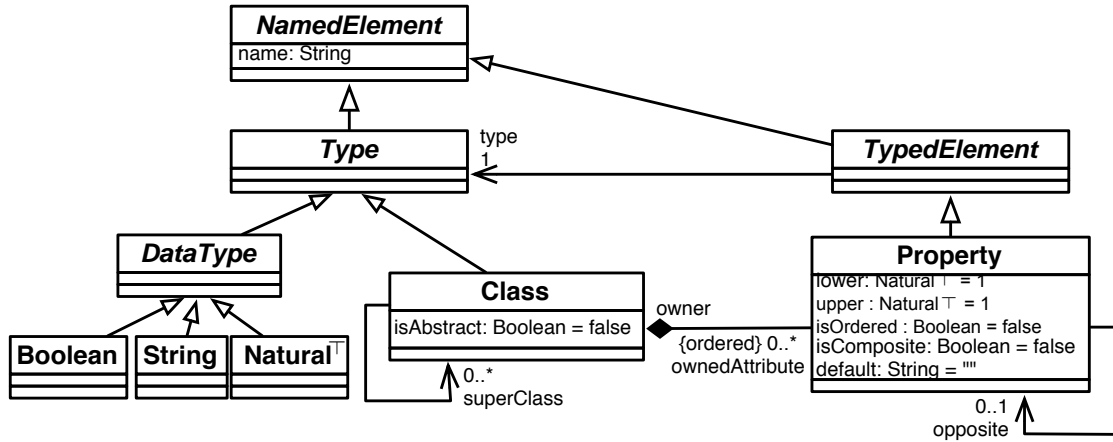 NamedElement
name: String
Type
type
1
TypedElement
DataType
Class
isAbstract: Boolean = false
owner
{ordered} 0..*
ownedAttribute
Property
lower: Natural⊤ = 1
upper : Natural⊤ = 1
isOrdered : Boolean = false
isComposite: Boolean = false
default: String = ""
Boolean
String
Natural⊤
0..*
superClass
0..1
opposite